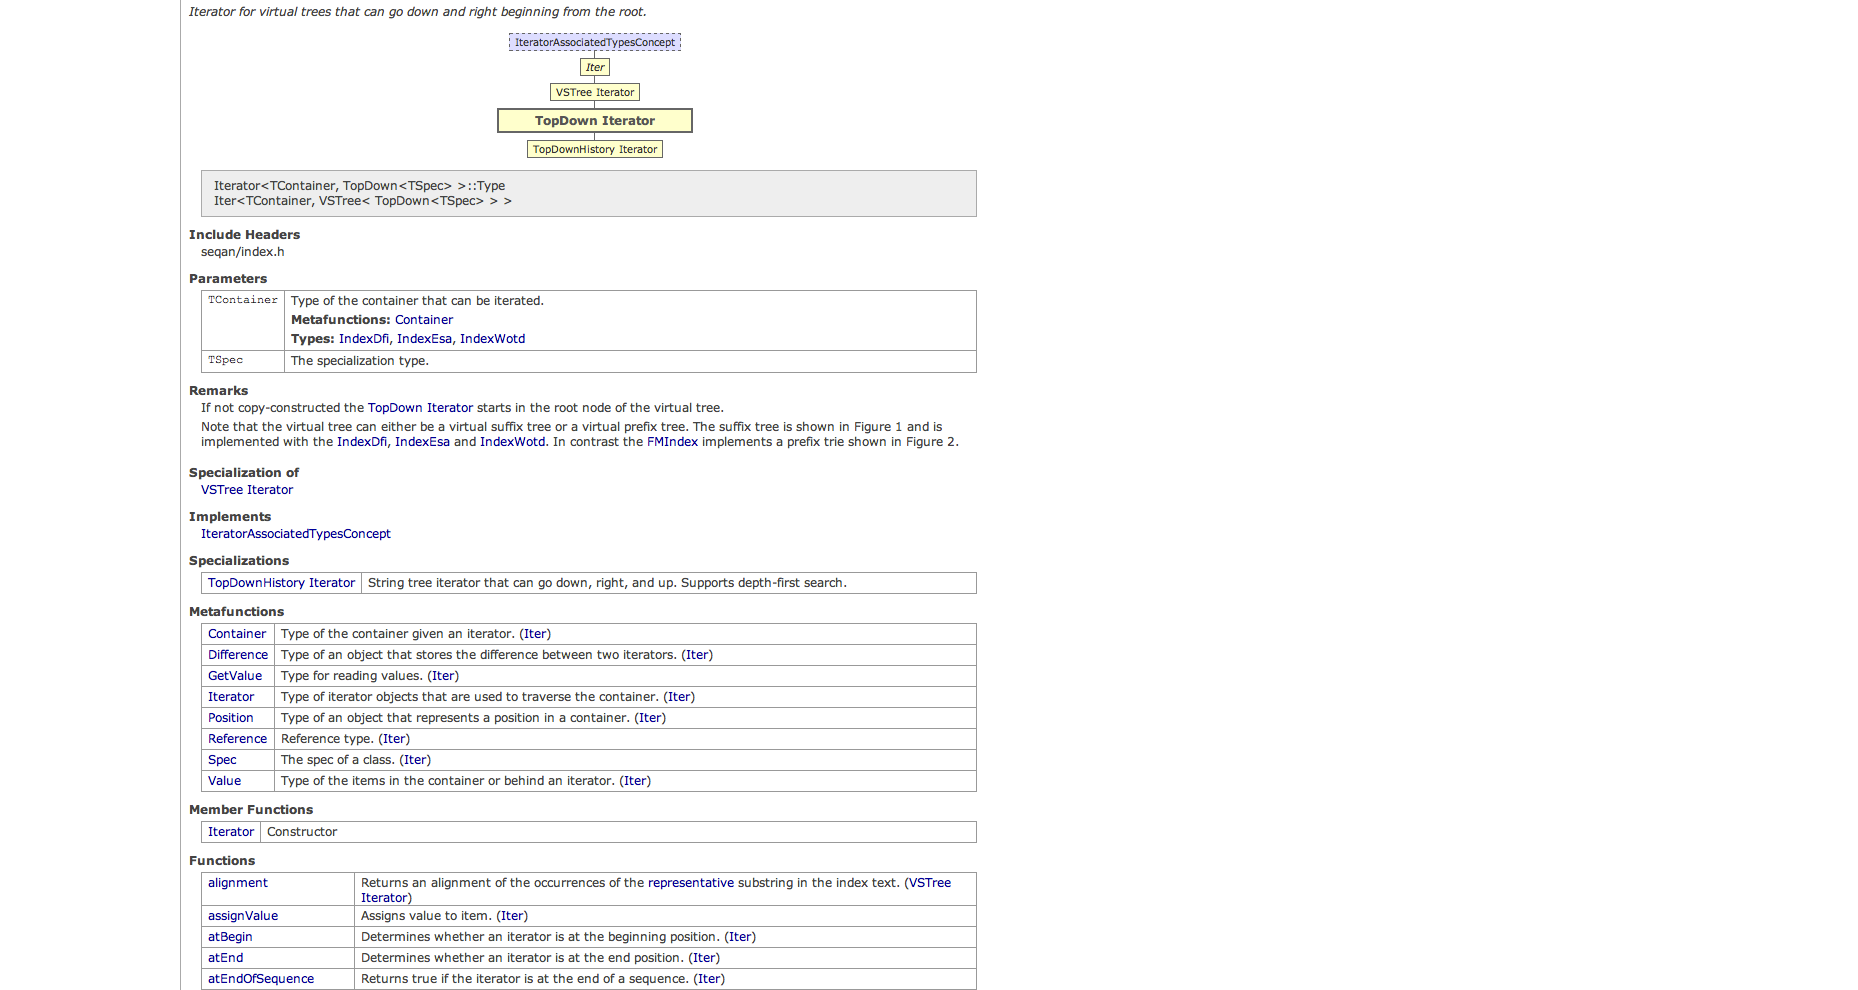 Iterator for virtual trees that can go down and right beginning from the root.
IteratorAssociatedTypesConcept
Iter
VSTree Iterator
TopDown Iterator
TopDownHistory Iterator
Iterator<TContainer, TopDown<TSpec> >::Type
Iter<TContainer, VSTree< TopDown<TSpec> > >
Include Headers
seqan/index.h
Parameters
TContainer Type of the container that can be iterated.
Metafunctions: Container
Types: IndexDfi, IndexEsa, IndexWotd
TSpec The specialization type.
Remarks
If not copy-constructed the TopDown Iterator starts in the root node of the virtual tree.
Note that the virtual tree can either be a virtual suffix tree or a virtual prefix tree. The suffix tree is shown in Figure 1 and is
implemented with the IndexDfi, IndexEsa and IndexWotd. In contrast the FMIndex implements a prefix trie shown in Figure 2.
Specialization of
VSTree Iterator
Implements
IteratorAssociatedTypesConcept
Specializations
TopDownHistory Iterator String tree iterator that can go down, right, and up. Supports depth-first search.
Metafunctions
Container Type of the container given an iterator. (Iter)
Difference Type of an object that stores the difference between two iterators. (Iter)
GetValue Type for reading values. (Iter)
Iterator Type of iterator objects that are used to traverse the container. (Iter)
Position Type of an object that represents a position in a container. (Iter)
Reference Reference type. (Iter)
Spec The spec of a class. (Iter)
Value Type of the items in the container or behind an iterator. (Iter)
Member Functions
Iterator Constructor
Functions
alignment Returns an alignment of the occurrences of the representative substring in the index text. (VSTree
Iterator)
assignValue Assigns value to item. (Iter)
atBegin Determines whether an iterator is at the beginning position. (Iter)
atEnd Determines whether an iterator is at the end position. (Iter)
atEndOfSequence Returns true if the iterator is at the end of a sequence. (Iter)